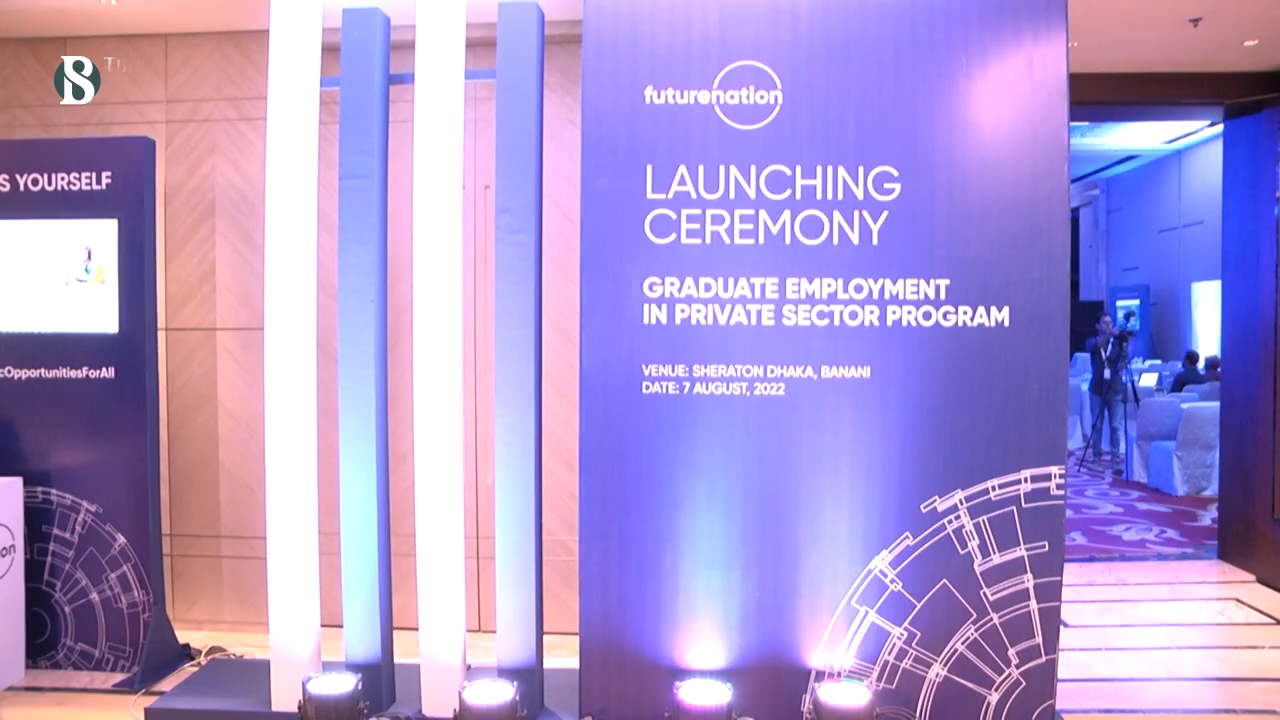 S YOURSELF
cOpportunitiesForAll
on
futurenation
LAUNCHING
CEREMONY
GRADUATE EMPLOYMENT
IN PRIVATE SECTOR PROGRAM
VENUE: SHERATON DHAKA, BANANI
DATE: 7 AUGUST, 2022